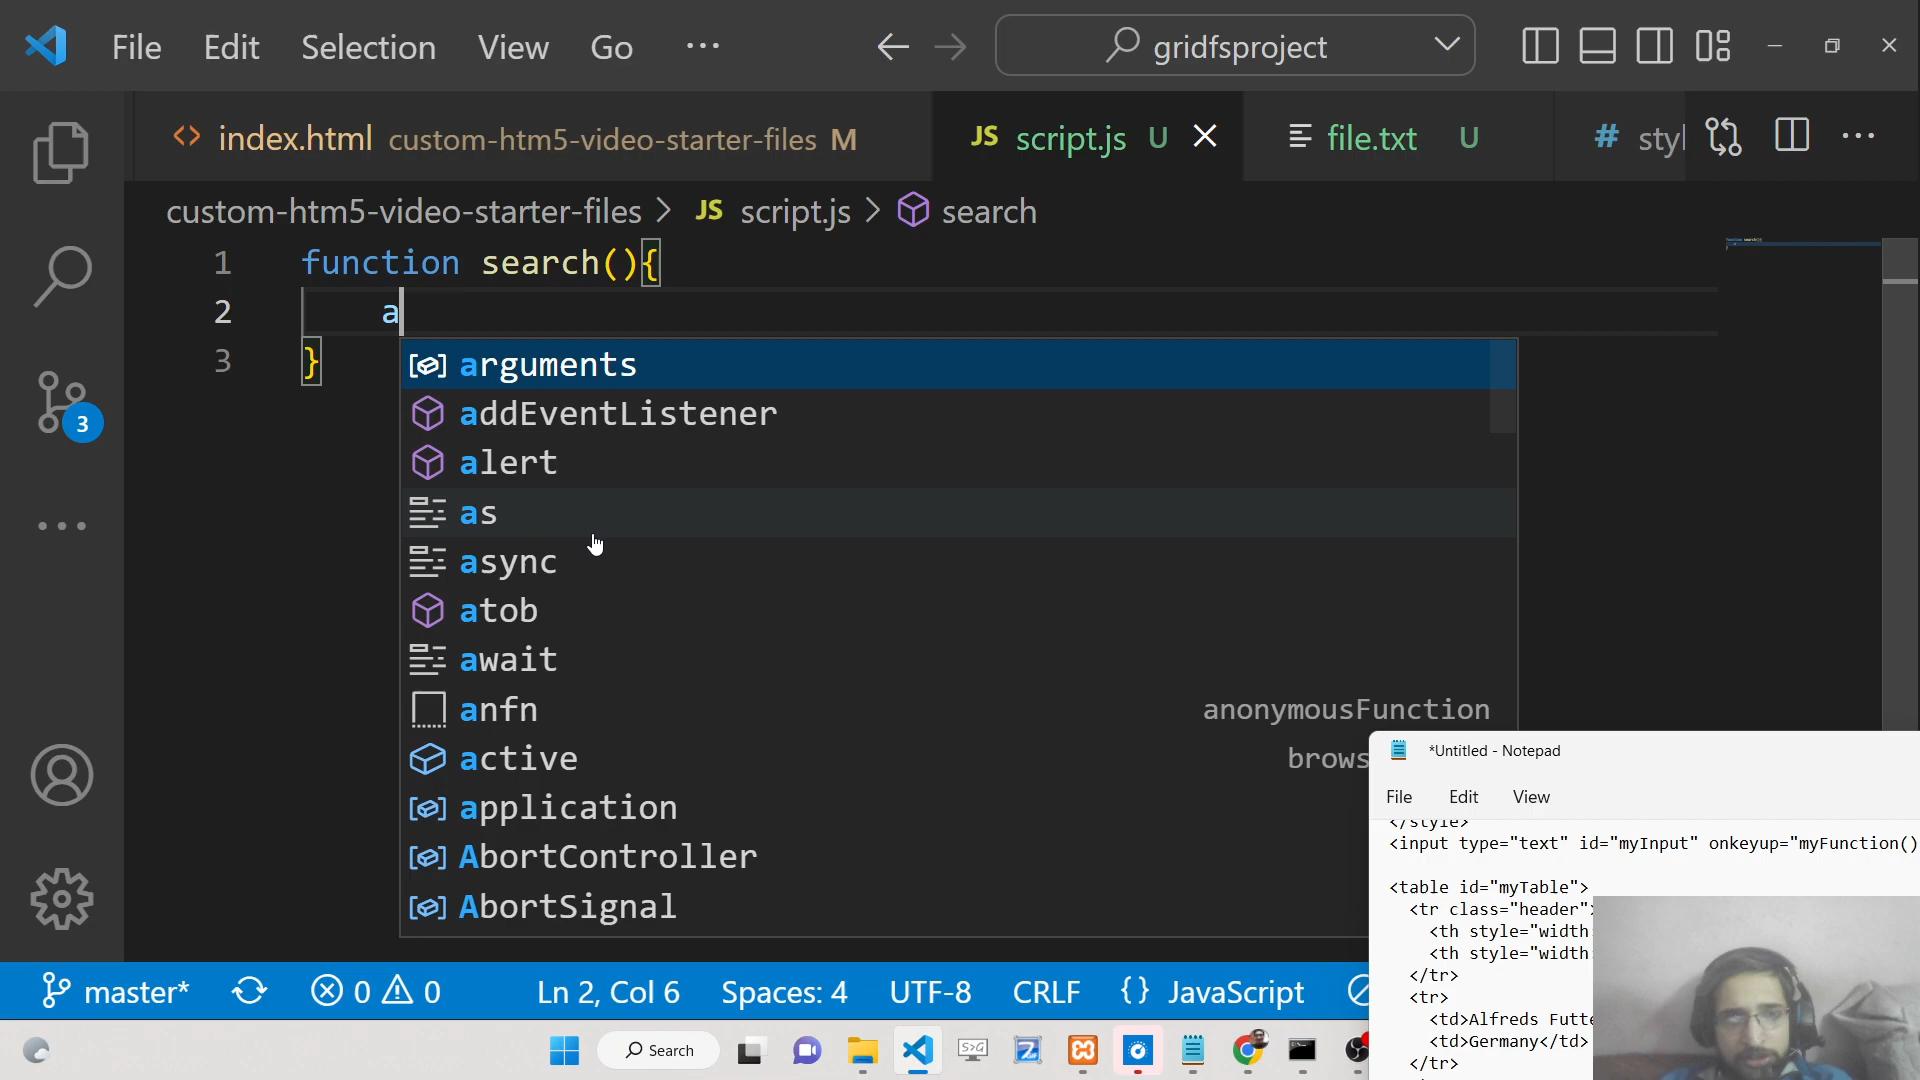 File Edit Selection View Go ··· gridfsproject
<> index.html custom-htm5-video-starter-files M JS script.js U file.txt U # styl
custom-htm5-video-starter-files > JS script.js > search
1 function search(){
2 a
3 }
arguments
addEventListener
alert
as
async
atob
await
anfn anonymousFunction
active brows
application
AbortController
AbortSignal
3
*Untitled - Notepad
File Edit View
</style>
<input type="text" id="myInput" onkeyup="myFunction()
<table id="myTable">
<tr class="header">
<th style="width
<th style="width
</tr>
<tr>
<td>Alfreds Futte
<td>Germany</td>
</tr>
master* 0 0 Ln 2, Col 6 Spaces: 4 UTF-8 CRLF {} JavaScript
Search